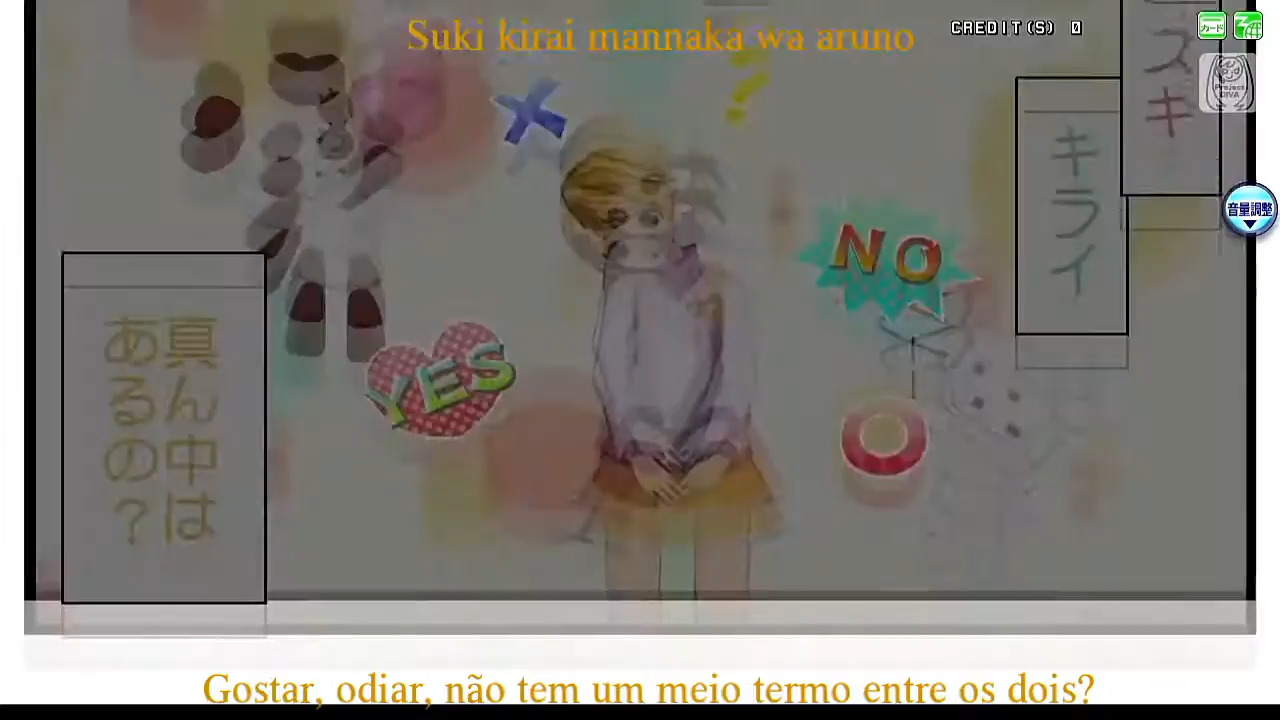 Suki kirai mannaka wa aruno
CREDIT(S) 0
カード
Project
DIVA
スキ
キライ
音量調整
NO
YES
真ん中は
あるの？
Gostar, odiar, não tem um meio termo entre os dois?